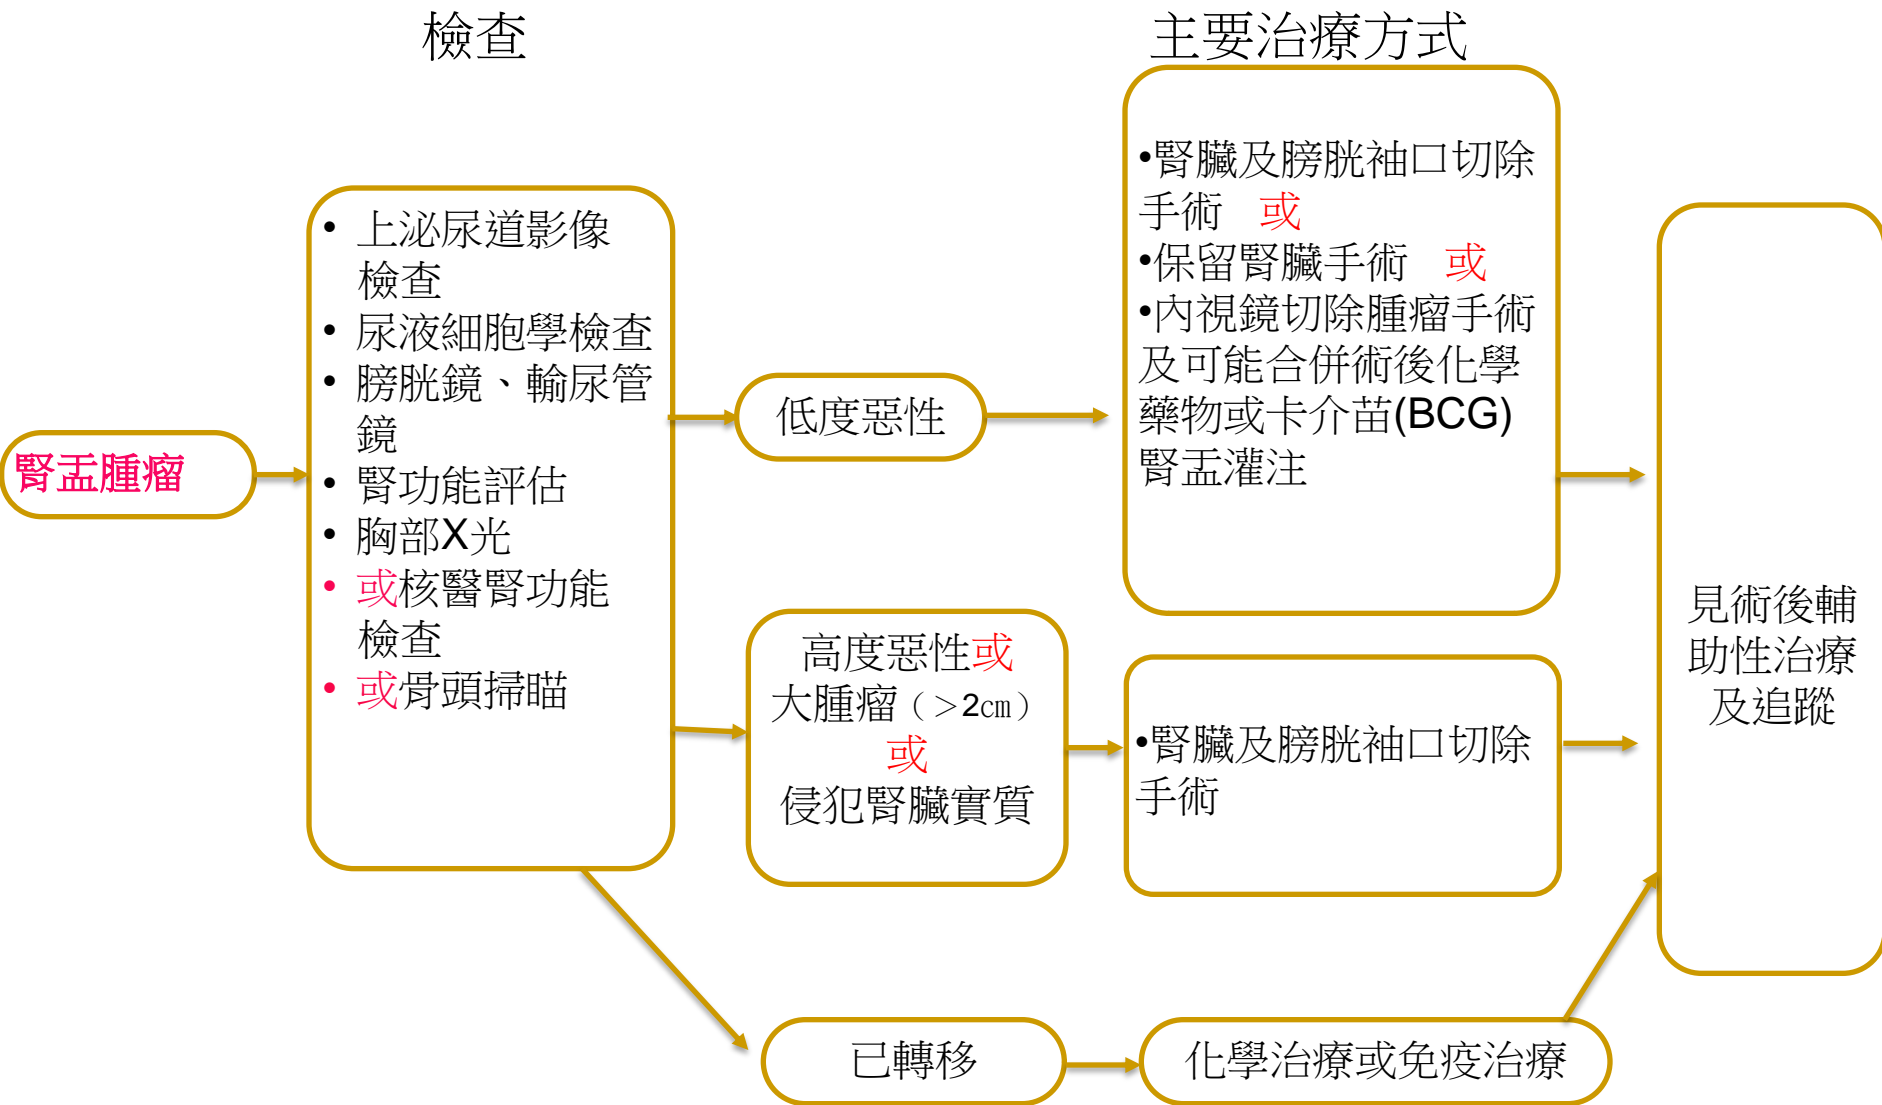 檢查
主要治療方式
腎盂腫瘤
• 上泌尿道影像
檢查
• 尿液細胞學檢查
• 膀胱鏡、輸尿管
鏡
• 腎功能評估
• 胸部X光
• 或核醫腎功能
檢查
• 或骨頭掃瞄
低度惡性
•腎臟及膀胱袖口切除
手術 或
•保留腎臟手術 或
•內視鏡切除腫瘤手術
及可能合併術後化學
藥物或卡介苗(BCG)
腎盂灌注
高度惡性或
大腫瘤（＞2㎝）
或
侵犯腎臟實質
•腎臟及膀胱袖口切除
手術
已轉移
化學治療或免疫治療
見術後輔
助性治療
及追蹤